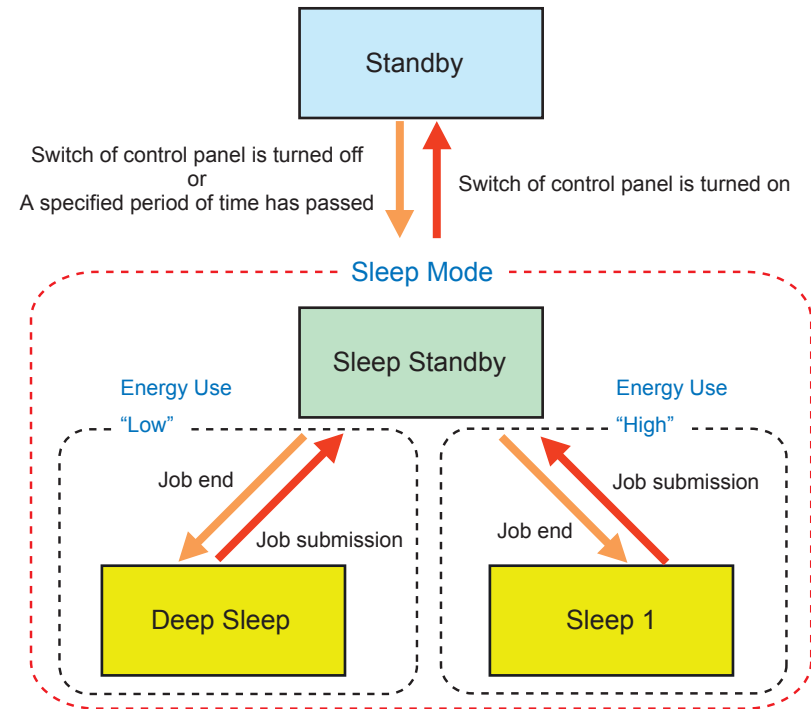 Standby
Switch of control panel is turned off
or
A specified period of time has passed
Switch of control panel is turned on
Sleep Mode
Sleep Standby
Energy Use
“Low”
Energy Use
“High”
Job end
Job submission
Job submission
Job end
Deep Sleep
Sleep 1